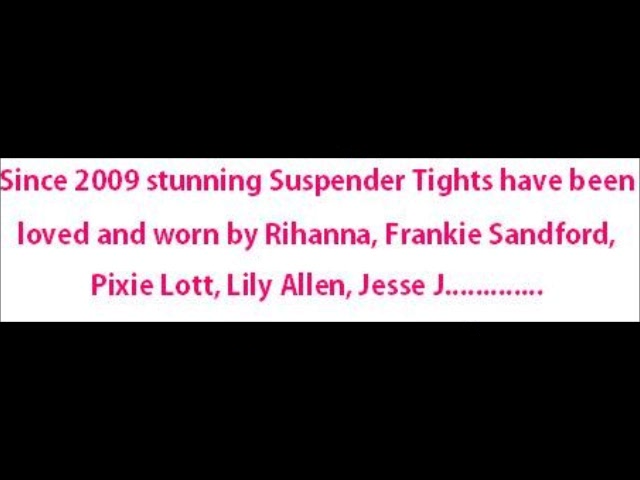 Since 2009 stunning Suspender Tights have been
loved and worn by Rihanna, Frankie Sandford,
Pixie Lott, Lily Allen, Jesse J.............